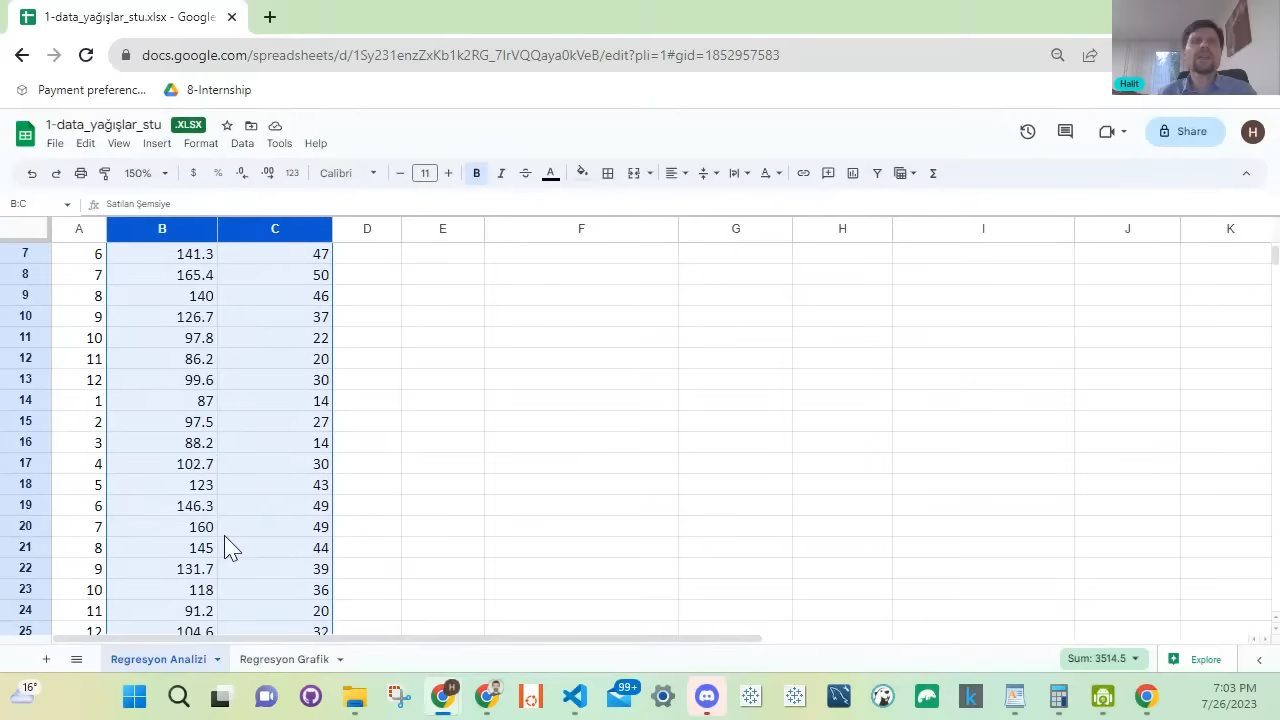 1-data_yağışlar_stu.xlsx - Google
docs.google.com/spreadsheets/d/1Sy231enzZxKb1k2RG_7lrVQQaya0kVeB/edit?pli=1#gid=1852957583
Payment preferenc... 8-Internship
Halit
1-data_yağışlar_stu .XLSX
File Edit View Insert Format Data Tools Help
Share H
150% $ % .0 .00 123 Calibri 11 B I A
B:C fx Satılan Şemsiye
A B C D E F G H I J K
7 6 141.3 47
8 7 165.4 50
9 8 140 46
10 9 126.7 37
11 10 97.8 22
12 11 86.2 20
13 12 99.6 30
14 1 87 14
15 2 97.5 27
16 3 88.2 14
17 4 102.7 30
18 5 123 43
19 6 146.3 49
20 7 160 49
21 8 145 44
22 9 131.7 39
23 10 118 36
24 11 91.2 20
25 12 104.6 32
Regresyon Analizi Regresyon Grafik Sum: 3514.5 Explore
16° 99+ 7:03 PM
7/26/2023